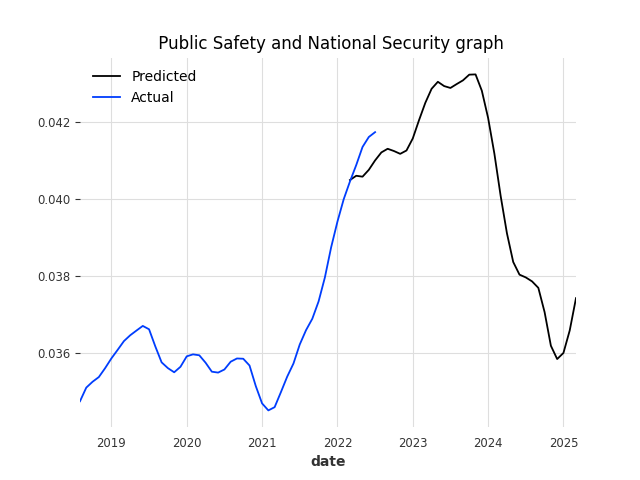 Public Safety and National Security graph
Predicted
Actual
0.042
0.040
0.038
0.036
2019 2020 2021 2022 2023 2024 2025
date